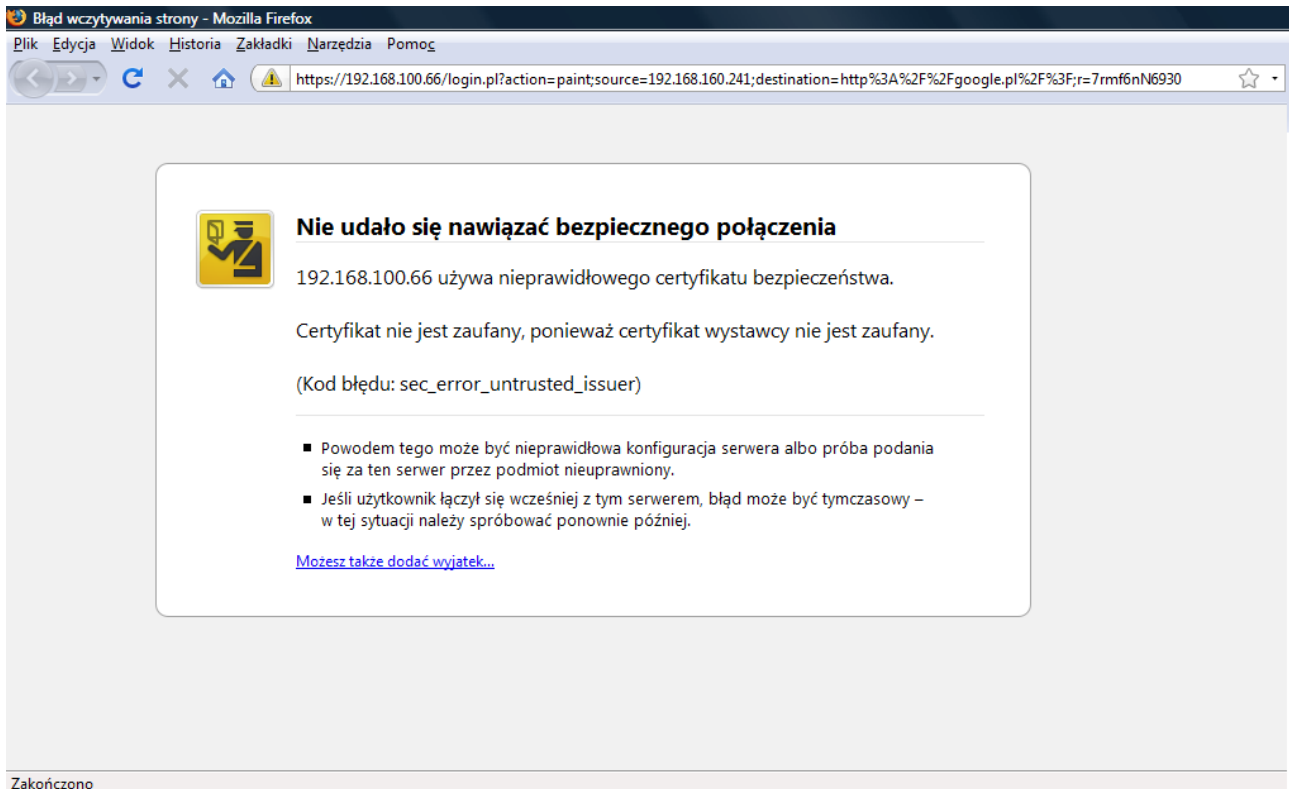 Błąd wczytywania strony - Mozilla Firefox
Plik Edycja Widok Historia Zakładki Narzędzia Pomoc
https://192.168.100.66/login.pl?action=paint;source=192.168.160.241;destination=http%3A%2F%2Fgoogle.pl%2F%3F;r=7rmf6nN6930
Nie udało się nawiązać bezpiecznego połączenia
192.168.100.66 używa nieprawidłowego certyfikatu bezpieczeństwa.
Certyfikat nie jest zaufany, ponieważ certyfikat wystawcy nie jest zaufany.
(Kod błędu: sec_error_untrusted_issuer)
Powodem tego może być nieprawidłowa konfiguracja serwera albo próba podania
się za ten serwer przez podmiot nieuprawniony.
Jeśli użytkownik łączył się wcześniej z tym serwerem, błąd może być tymczasowy –
w tej sytuacji należy spróbować ponownie później.
Możesz także dodać wyjątek...
Zakończono